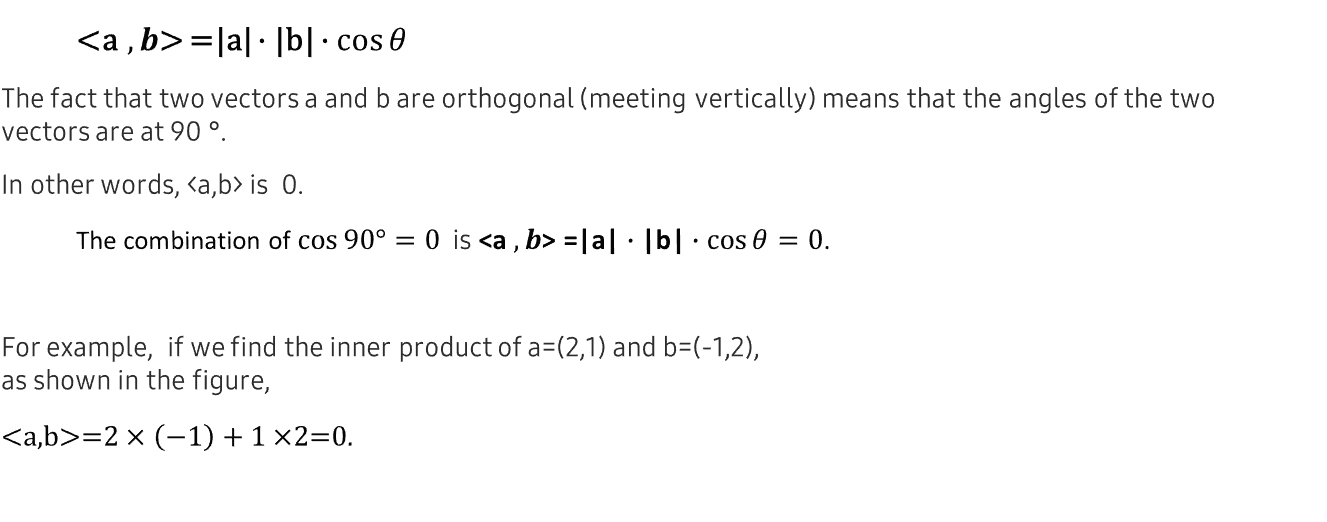 <a , b> =|a| · |b| · cos θ
The fact that two vectors a and b are orthogonal (meeting vertically) means that the angles of the two
vectors are at 90 °.
In other words, <a,b> is  0.
The combination of cos 90° = 0  is <a , b> =|a| · |b| · cos θ = 0.
For example,  if we find the inner product of a=(2,1) and b=(-1,2),
as shown in the figure,
<a,b>=2 × (−1) + 1 ×2=0.